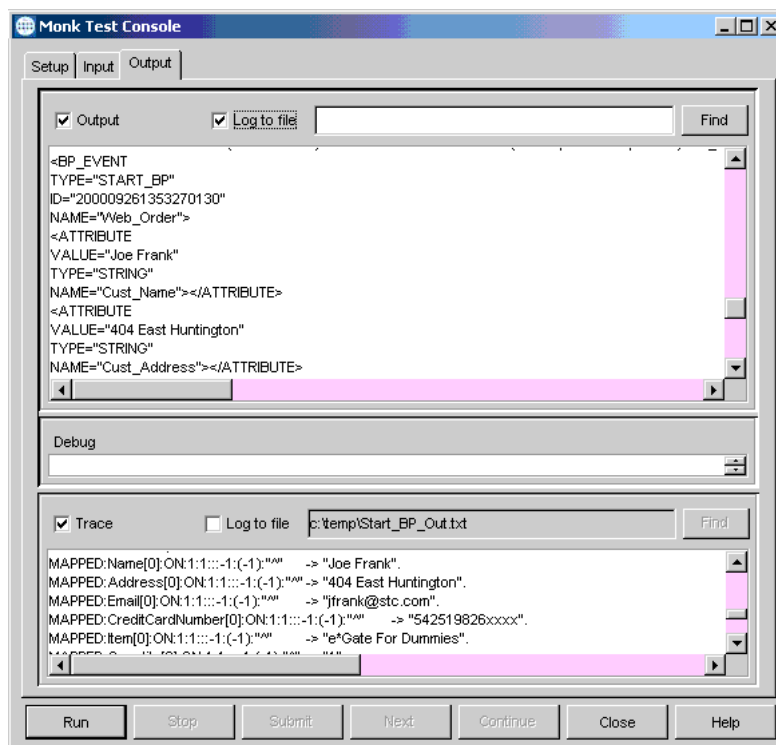 Monk Test Console
Setup Input Output
Output Log to file Find
<BP_EVENT
TYPE="START_BP"
ID="200009261353270130"
NAME="Web_Order">
<ATTRIBUTE
VALUE="Joe Frank"
TYPE="STRING"
NAME="Cust_Name"></ATTRIBUTE>
<ATTRIBUTE
VALUE="404 East Huntington"
TYPE="STRING"
NAME="Cust_Address"></ATTRIBUTE>
Debug
Trace Log to file c:\temp\Start_BP_Out.txt Find
MAPPED:Name[0]:ON:1:1:::-1:(-1):"^" -> "Joe Frank".
MAPPED:Address[0]:ON:1:1:::-1:(-1):"^" -> "404 East Huntington".
MAPPED:Email[0]:ON:1:1:::-1:(-1):"^" -> "jfrank@stc.com".
MAPPED:CreditCardNumber[0]:ON:1:1:::-1:(-1):"^" -> "542519826xxxx".
MAPPED:Item[0]:ON:1:1:::-1:(-1):"^" -> "e*Gate For Dummies".
Run Stop Submit Next Continue Close Help